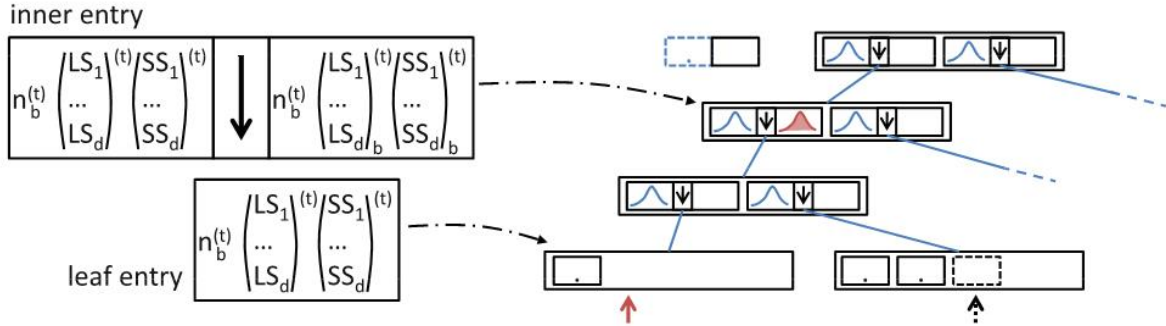 inner entry
n_b^(t) (LS_1 ... LS_d)^(t) (SS_1 ... SS_d)^(t) n_b^(t) (LS_1 ... LS_d)_b^(t) (SS_1 ... SS_d)_b^(t)
n_b^(t) (LS_1 ... LS_d)^(t) (SS_1 ... SS_d)^(t)
leaf entry